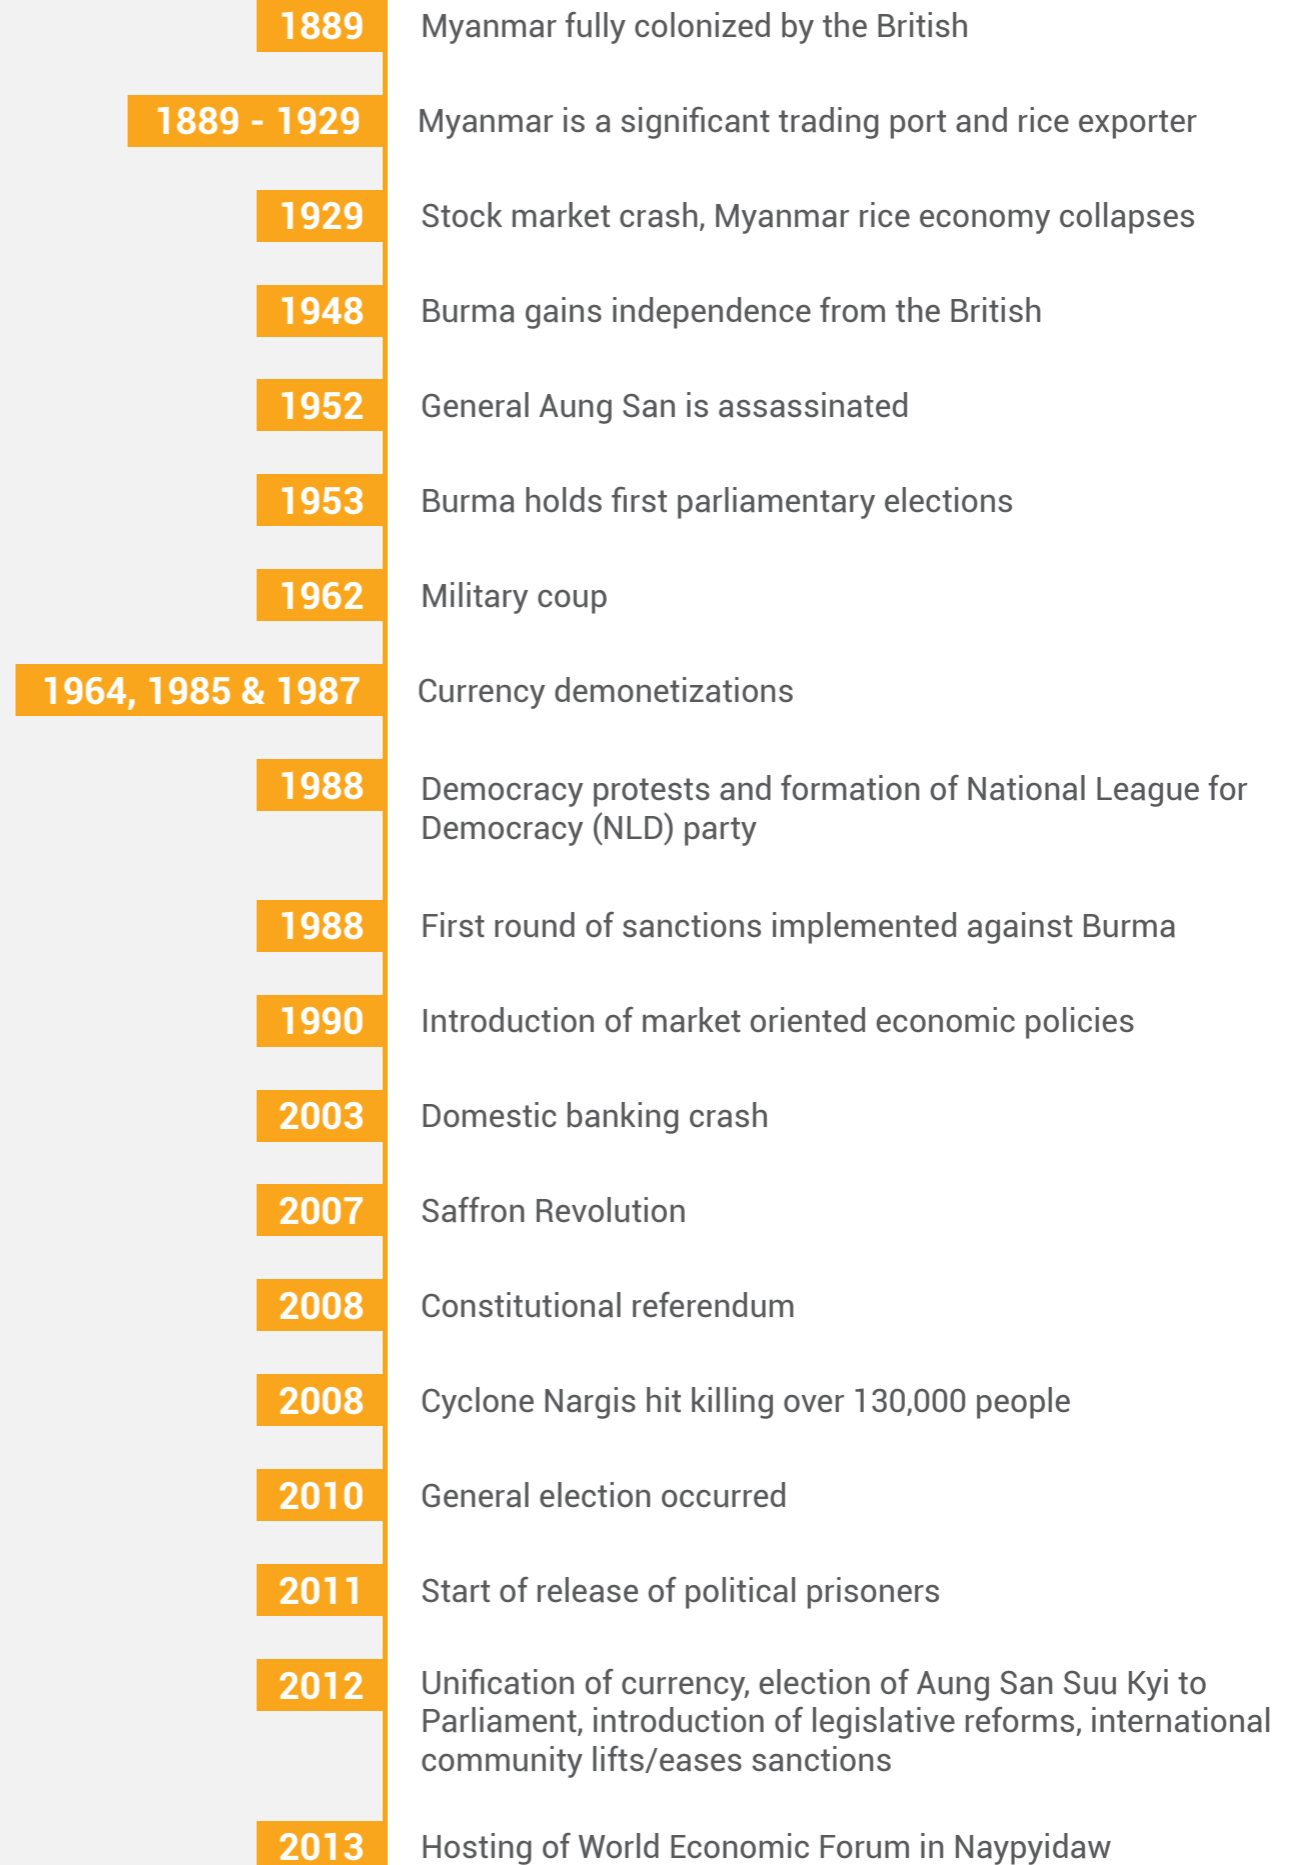 1889 Myanmar fully colonized by the British
1889 - 1929 Myanmar is a significant trading port and rice exporter
1929 Stock market crash, Myanmar rice economy collapses
1948 Burma gains independence from the British
1952 General Aung San is assassinated
1953 Burma holds first parliamentary elections
1962 Military coup
1964, 1985 & 1987 Currency demonetizations
1988 Democracy protests and formation of National League for
Democracy (NLD) party
1988 First round of sanctions implemented against Burma
1990 Introduction of market oriented economic policies
2003 Domestic banking crash
2007 Saffron Revolution
2008 Constitutional referendum
2008 Cyclone Nargis hit killing over 130,000 people
2010 General election occurred
2011 Start of release of political prisoners
2012 Unification of currency, election of Aung San Suu Kyi to
Parliament, introduction of legislative reforms, international
community lifts/eases sanctions
2013 Hosting of World Economic Forum in Naypyidaw